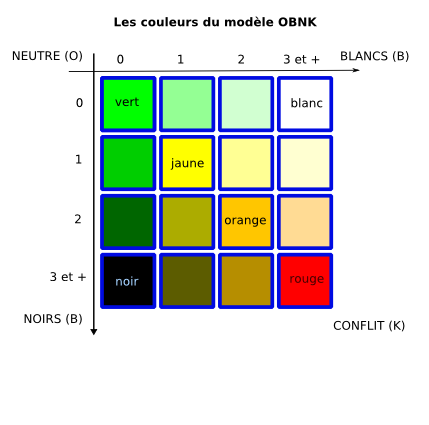 Les couleurs du modèle OBNK
NEUTRE (O) 0 1 2 3 et + BLANCS (B)
0 vert blanc
1 jaune
2 orange
3 et + noir rouge
NOIRS (B)
CONFLIT (K)